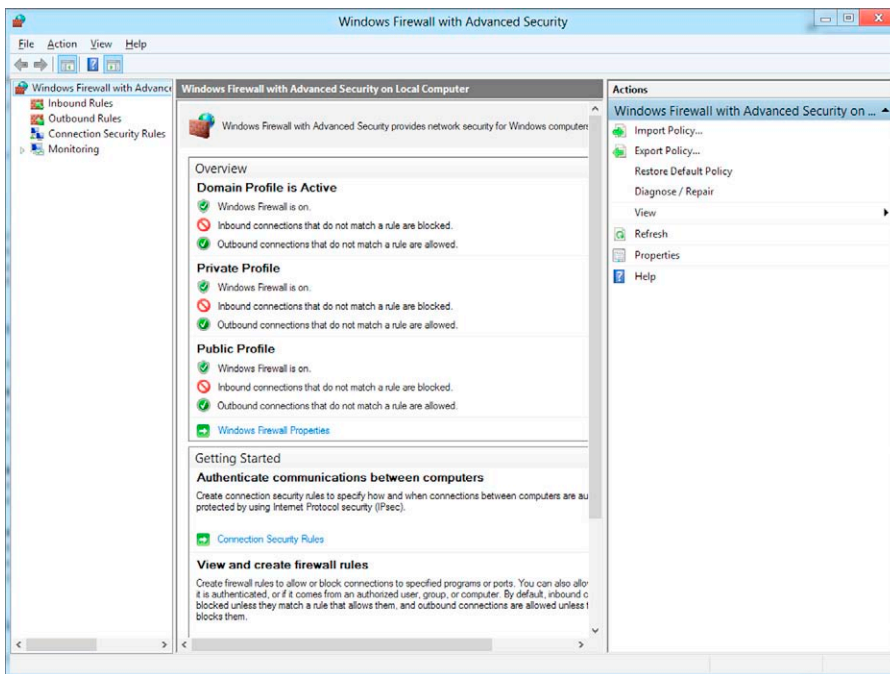 Windows Firewall with Advanced Security
File Action View Help
Windows Firewall with Advance
Inbound Rules
Outbound Rules
Connection Security Rules
Monitoring
Windows Firewall with Advanced Security on Local Computer
Windows Firewall with Advanced Security provides network security for Windows computers
Overview
Domain Profile is Active
Windows Firewall is on.
Inbound connections that do not match a rule are blocked.
Outbound connections that do not match a rule are allowed.
Private Profile
Windows Firewall is on.
Inbound connections that do not match a rule are blocked.
Outbound connections that do not match a rule are allowed.
Public Profile
Windows Firewall is on.
Inbound connections that do not match a rule are blocked.
Outbound connections that do not match a rule are allowed.
Windows Firewall Properties
Getting Started
Authenticate communications between computers
Create connection security rules to specify how and when connections between computers are au
protected by using Internet Protocol security (IPsec).
Connection Security Rules
View and create firewall rules
Create firewall rules to allow or block connections to specified programs or ports. You can also allo
it is authenticated, or if it comes from an authorized user, group, or computer. By default, inbound c
blocked unless they match a rule that allows them, and outbound connections are allowed unless
blocks them.
Actions
Windows Firewall with Advanced Security on ...
Import Policy...
Export Policy...
Restore Default Policy
Diagnose / Repair
View
Refresh
Properties
Help